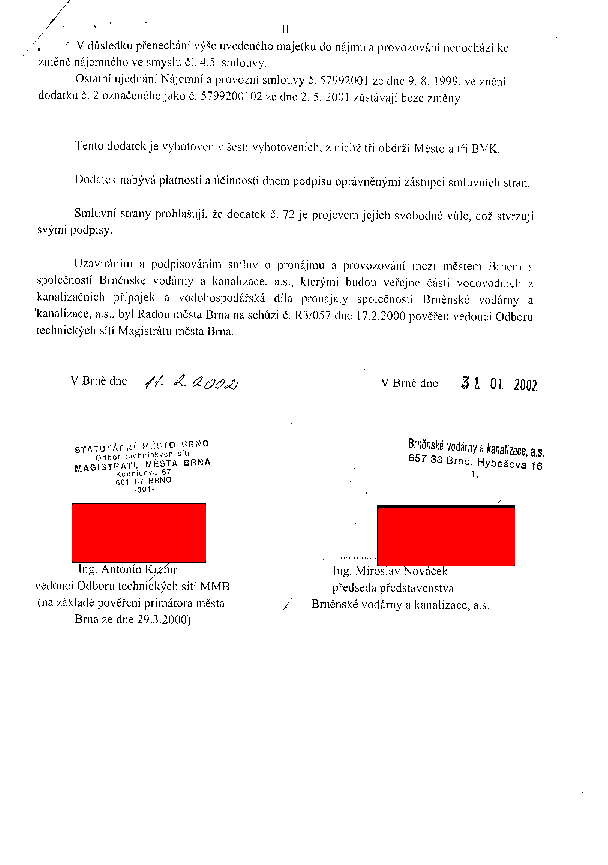 II
V důsledku přenechání výše uvedeného majetku do nájmu a provozování nedochází ke
změně nájemného ve smyslu čl. 4.5. smlouvy.
Ostatní ujednání Nájemní a provozní smlouvy č. 57992001 ze dne 9. 8. 1999, ve znění
dodatku č. 2 označeného jako č. 5799200102 ze dne 2. 5. 2001 zůstávají beze změny
Tento dodatek je vyhotoven v šesti vyhotoveních, z nichž tři obdrží Město a tři BVK.
Dodatek nabývá platnosti a účinnosti dnem podpisu oprávněnými zástupci smluvních stran.
Smluvní strany prohlašují, že dodatek č. 72 je projevem jejich svobodné vůle, což stvrzují
svými podpisy.
Uzavíráním a podpisováním smluv o pronájmu a provozování mezi městem Brnem s
společností Brněnské vodárny a kanalizace, a.s., kterými budou veřejné části vodovodních z
kanalizačních přípajek a vodohospodářská díla pronajaty společnosti Brněnské vodárny a
kanalizace, a.s., byl Radou města Brna na schůzi č. R3/057 dne 17.2.2000 pověřen vedoucí Odboru
technických sítí Magistrátu města Brna.
V Brně dne 11. 2. 2002 V Brně dne 31. 01. 2002
STATUTÁRNÍ MĚSTO BRNO
Odbor technických sítí
MAGISTRÁTU MĚSTA BRNA
Kounicova 67
601 67 BRNO
-301-
Brněnské vodárny a kanalizace, a.s.
657 33 Brno, Hybešova 16
1.
Ing. Antonín Ing. Miroslav Nováček
vedoucí Odboru technických sítí MMB předseda představenstva
(na základě pověření primátora města Brněnské vodárny a kanalizace, a.s.
Brna ze dne 29.3.2000)